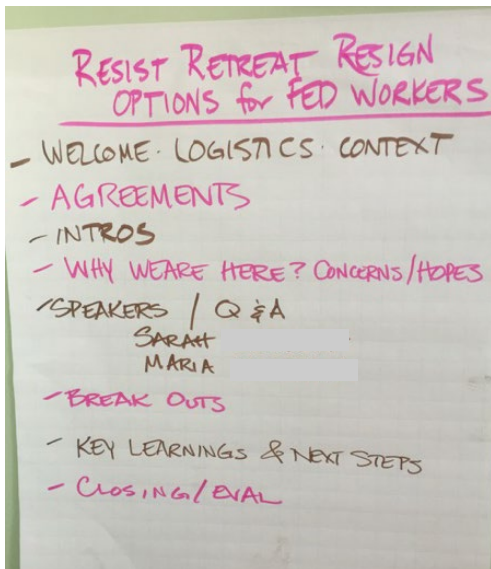 RESIST RETREAT RESIGN
OPTIONS for FED WORKERS
- WELCOME · LOGISTICS · CONTEXT
- AGREEMENTS
- INTROS
- WHY WE ARE HERE? CONCERNS/HOPES
- SPEAKERS / Q & A
SARAH
MARIA
- BREAK OUTS
- KEY LEARNINGS & NEXT STEPS
- CLOSING/EVAL